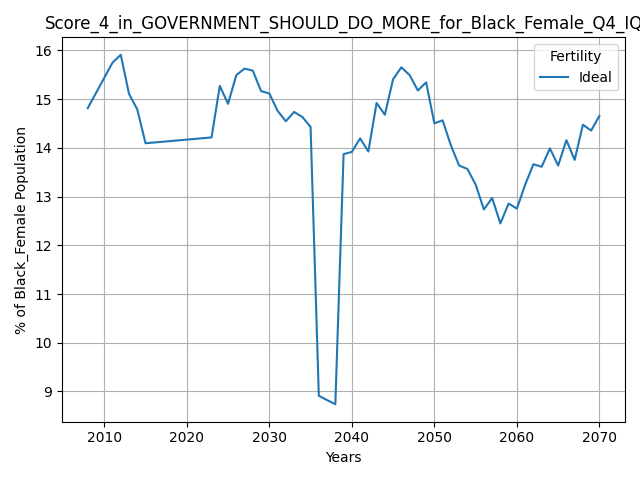 Score_4_in_GOVERNMENT_SHOULD_DO_MORE_for_Black_Female_Q4_IQ
Fertility
Ideal
% of Black_Female Population
16
15
14
13
12
11
10
9
2010 2020 2030 2040 2050 2060 2070
Years